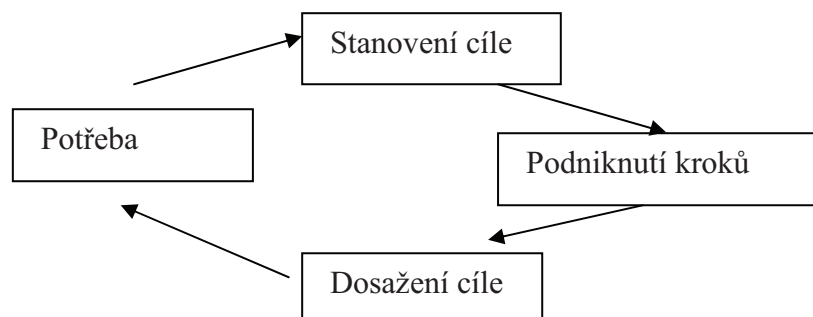 Stanovení cíle
Potřeba
Podniknutí kroků
Dosažení cíle